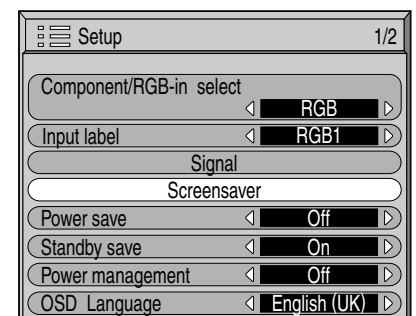 Setup 1/2
Component/RGB-in select
RGB
Input label RGB1
Signal
Screensaver
Power save Off
Standby save On
Power management Off
OSD Language English (UK)